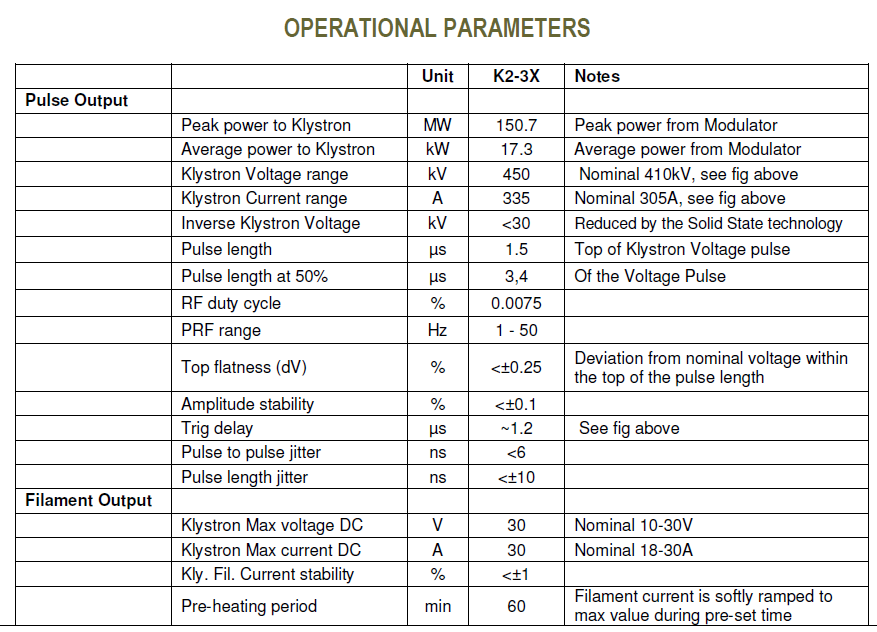 OPERATIONAL PARAMETERS
Unit K2-3X Notes
Pulse Output
Peak power to Klystron MW 150.7 Peak power from Modulator
Average power to Klystron kW 17.3 Average power from Modulator
Klystron Voltage range kV 450 Nominal 410kV, see fig above
Klystron Current range A 335 Nominal 305A, see fig above
Inverse Klystron Voltage kV <30 Reduced by the Solid State technology
Pulse length µs 1.5 Top of Klystron Voltage pulse
Pulse length at 50% µs 3,4 Of the Voltage Pulse
RF duty cycle % 0.0075
PRF range Hz 1 - 50
Top flatness (dV) % <±0.25 Deviation from nominal voltage within
the top of the pulse length
Amplitude stability % <±0.1
Trig delay µs ~1.2 See fig above
Pulse to pulse jitter ns <6
Pulse length jitter ns <±10
Filament Output
Klystron Max voltage DC V 30 Nominal 10-30V
Klystron Max current DC A 30 Nominal 18-30A
Kly. Fil. Current stability % <±1
Pre-heating period min 60 Filament current is softly ramped to
max value during pre-set time